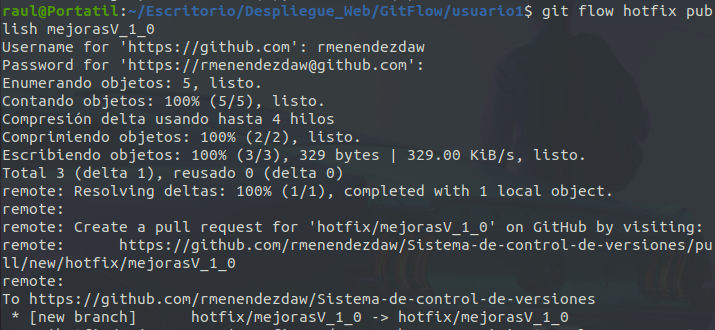 raul@Portatil:~/Escritorio/Despliegue_Web/GitFlow/usuario1$ git flow hotfix pub
lish mejorasV_1_0
Username for 'https://github.com': rmenendezdaw
Password for 'https://rmenendezdaw@github.com':
Enumerando objetos: 5, listo.
Contando objetos: 100% (5/5), listo.
Compresión delta usando hasta 4 hilos
Comprimiendo objetos: 100% (2/2), listo.
Escribiendo objetos: 100% (3/3), 329 bytes | 329.00 KiB/s, listo.
Total 3 (delta 1), reusado 0 (delta 0)
remote: Resolving deltas: 100% (1/1), completed with 1 local object.
remote:
remote: Create a pull request for 'hotfix/mejorasV_1_0' on GitHub by visiting:
remote:      https://github.com/rmenendezdaw/Sistema-de-control-de-versiones/pu
ll/new/hotfix/mejorasV_1_0
remote:
To https://github.com/rmenendezdaw/Sistema-de-control-de-versiones
 * [new branch]      hotfix/mejorasV_1_0 -> hotfix/mejorasV_1_0